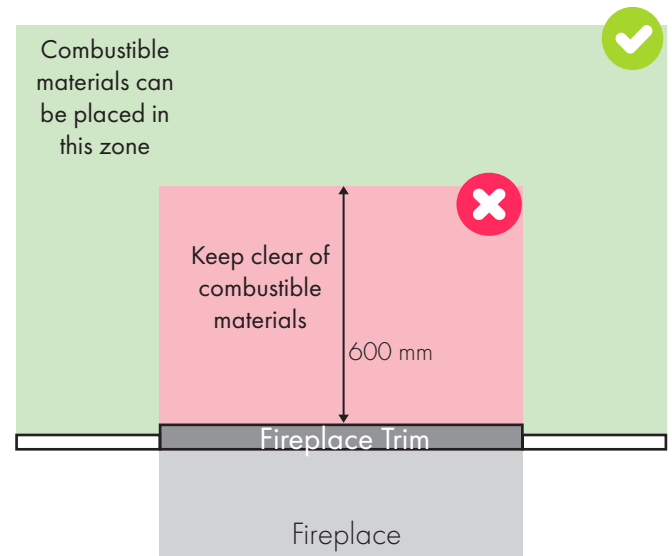 Combustible
materials can
be placed in
this zone
Keep clear of
combustible
materials
600 mm
Fireplace Trim
Fireplace